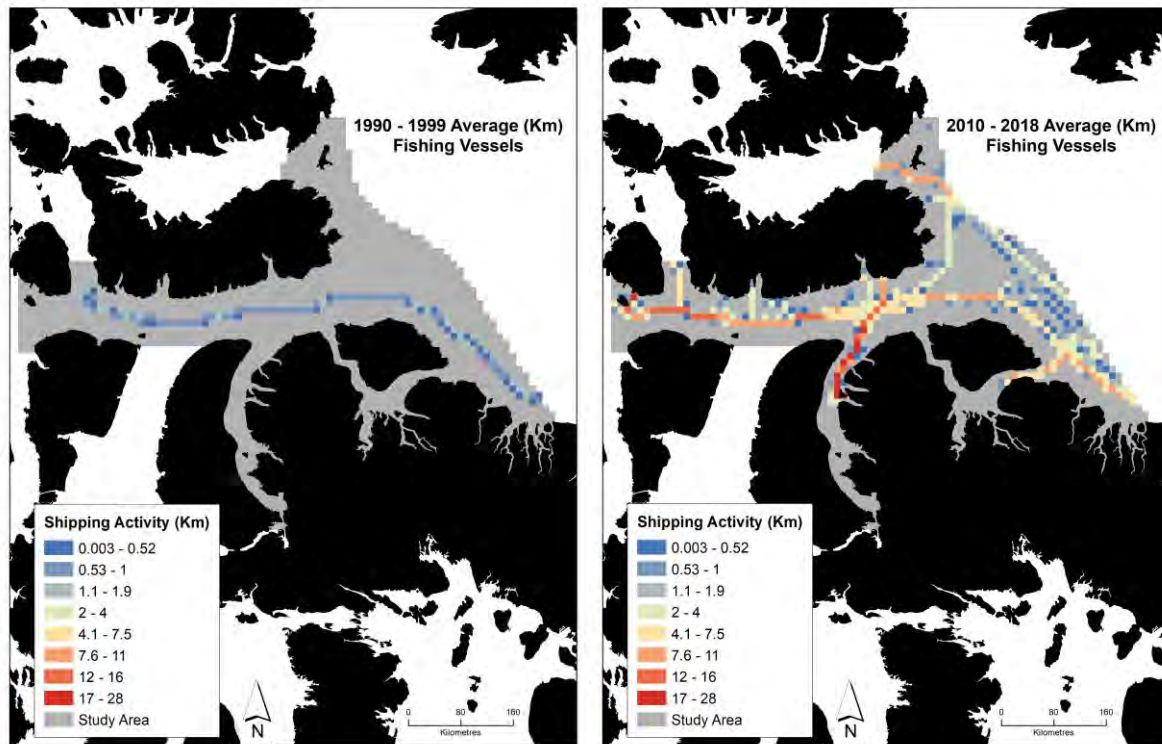 1990 - 1999 Average (Km)
Fishing Vessels
Shipping Activity (Km)
0.003 - 0.52
0.53 - 1
1.1 - 1.9
2 - 4
4.1 - 7.5
7.6 - 11
12 - 16
17 - 28
Study Area
N
0 80 160
Kilometres
2010 - 2018 Average (Km)
Fishing Vessels
Shipping Activity (Km)
0.003 - 0.52
0.53 - 1
1.1 - 1.9
2 - 4
4.1 - 7.5
7.6 - 11
12 - 16
17 - 28
Study Area
N
0 80 160
Kilometres